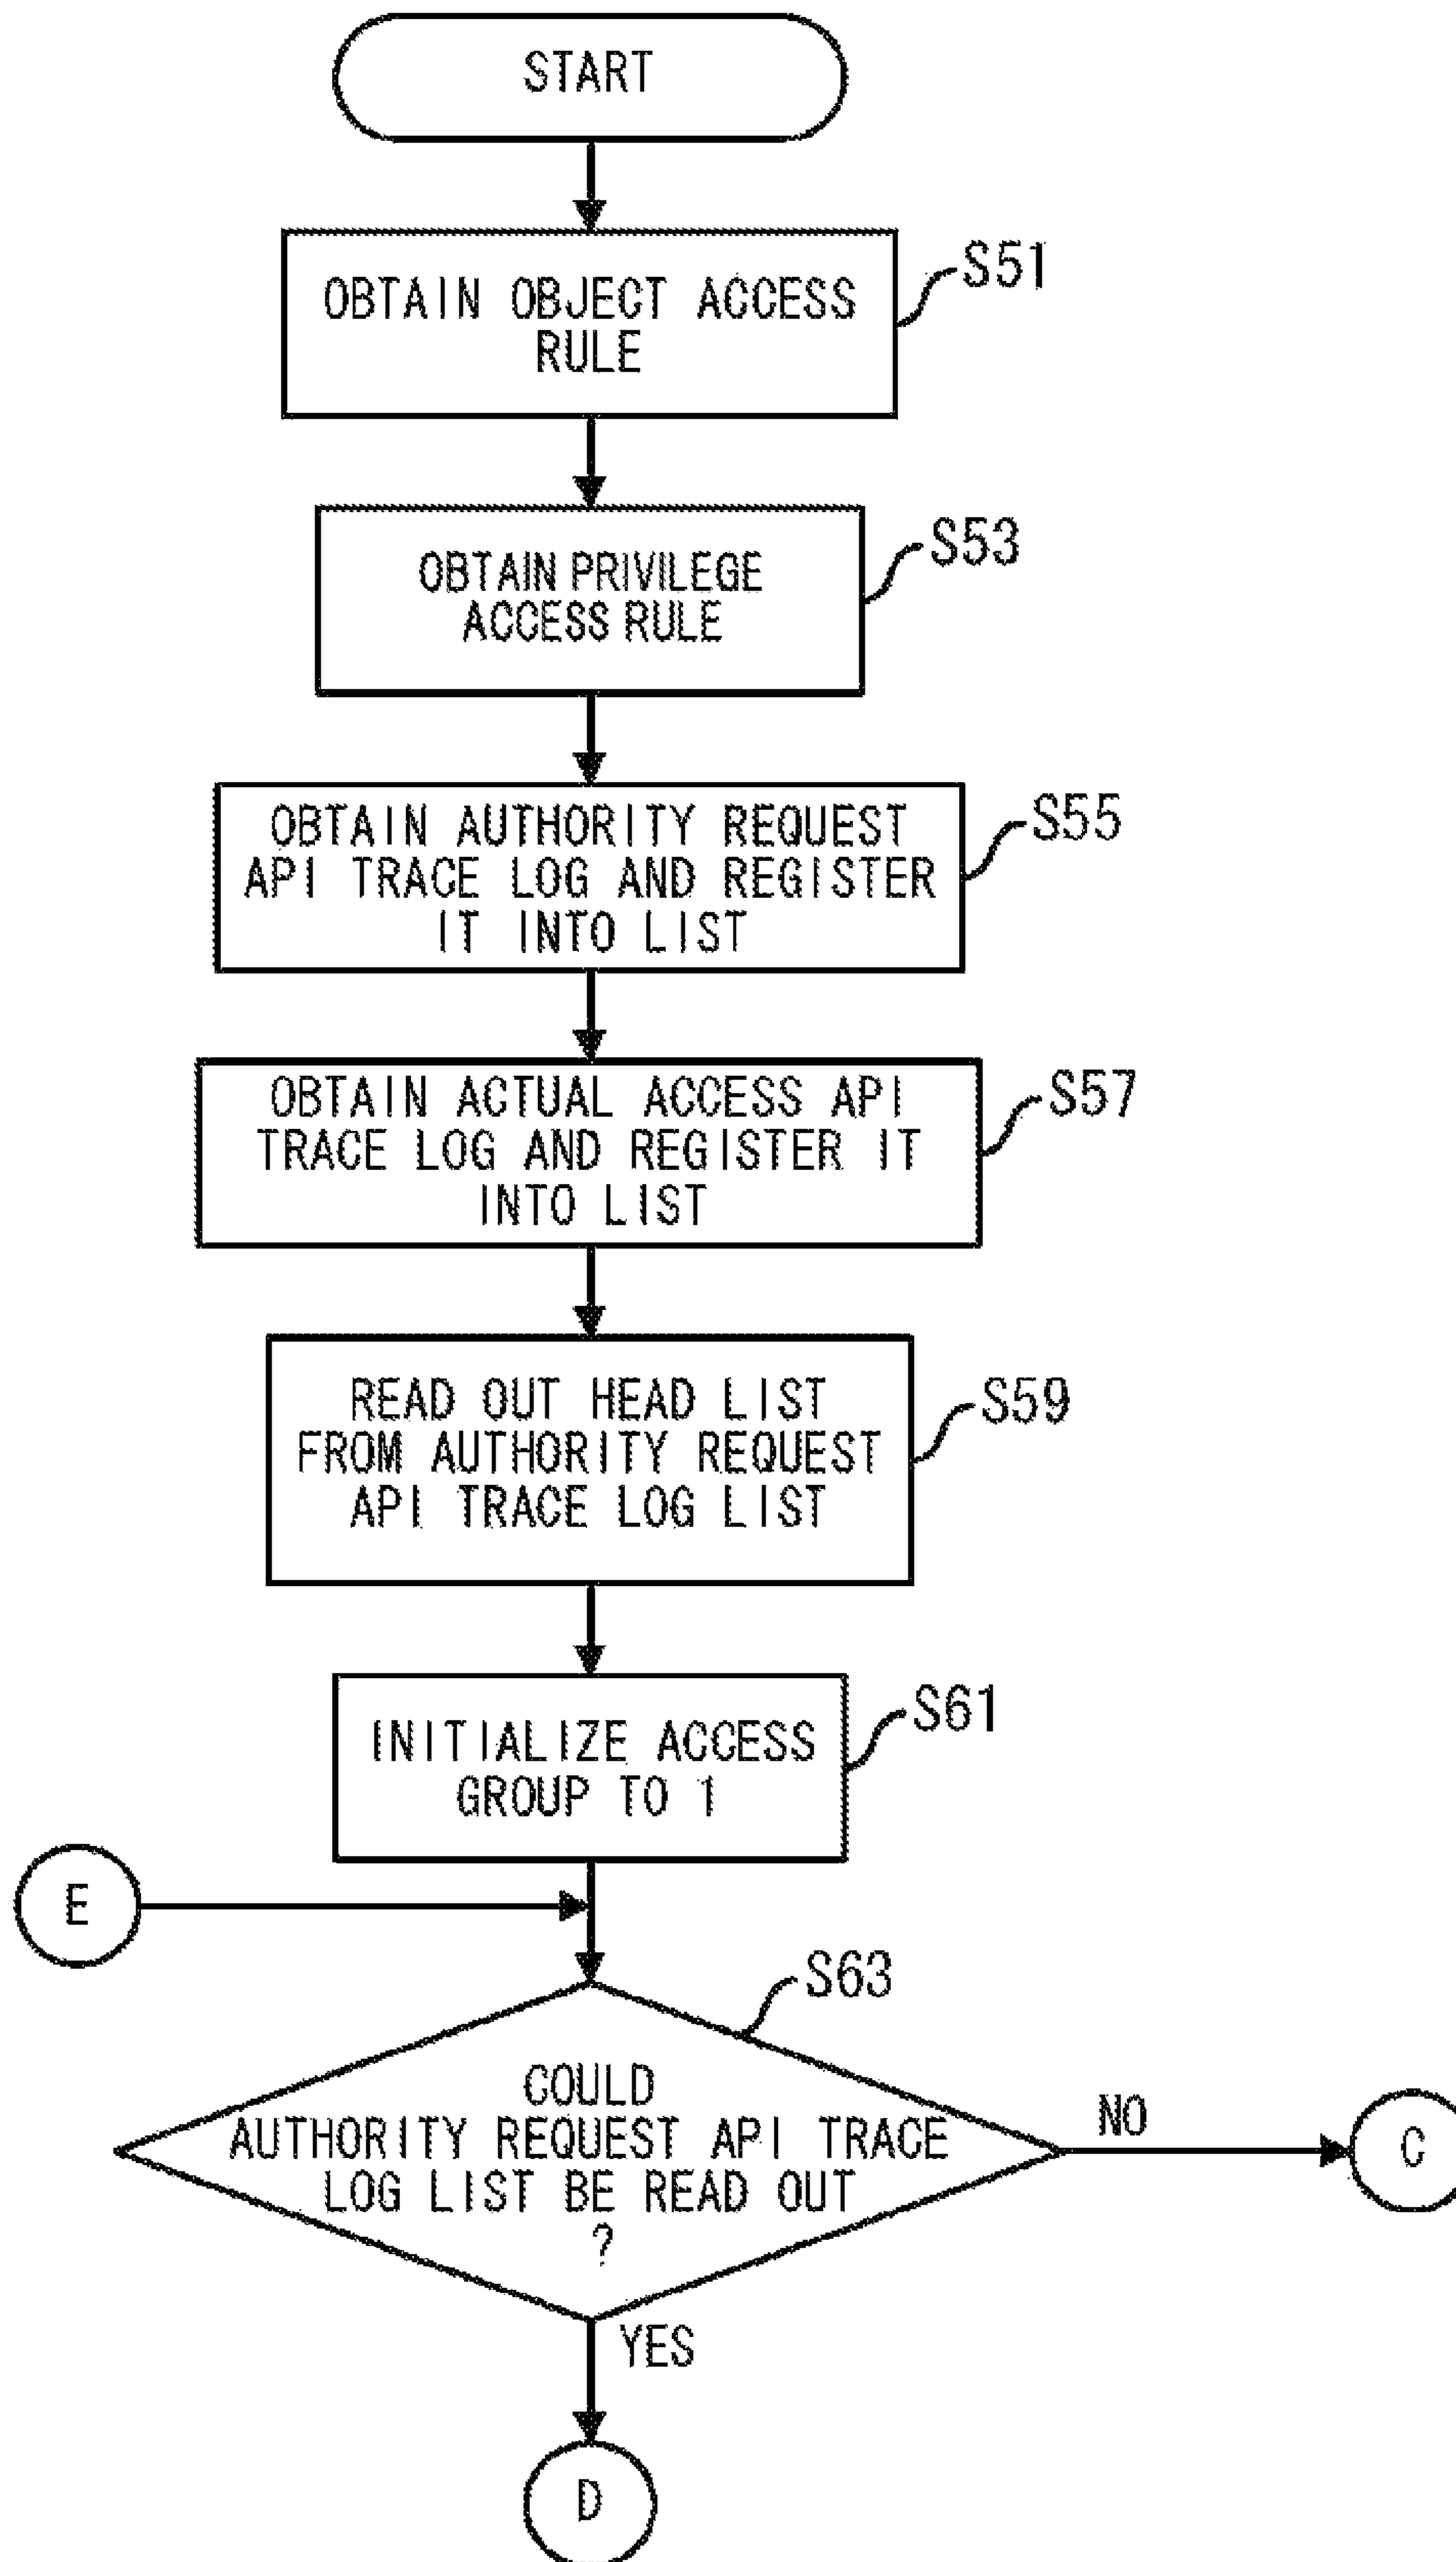 START
OBTAIN OBJECT ACCESS
RULE
S51
OBTAIN PRIVILEGE
ACCESS RULE
S53
OBTAIN AUTHORITY REQUEST
API TRACE LOG AND REGISTER
IT INTO LIST
S55
OBTAIN ACTUAL ACCESS API
TRACE LOG AND REGISTER IT
INTO LIST
S57
READ OUT HEAD LIST
FROM AUTHORITY REQUEST
API TRACE LOG LIST
S59
INITIALIZE ACCESS
GROUP TO 1
S61
E
S63
COULD
AUTHORITY REQUEST API TRACE
LOG LIST BE READ OUT
?
NO
C
YES
D